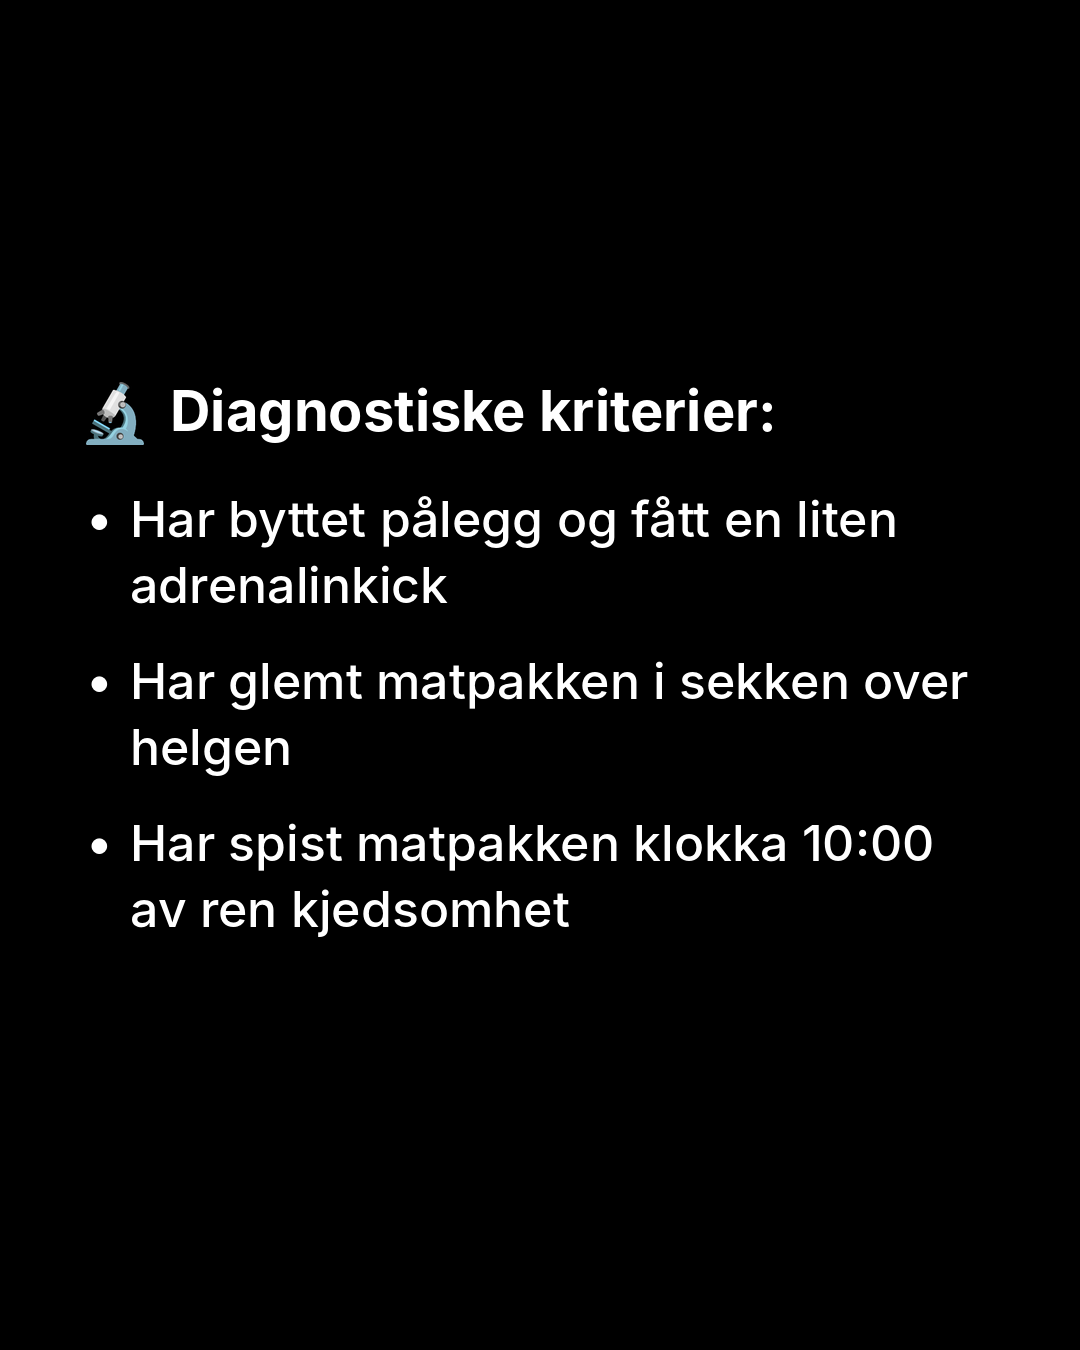 🔬 Diagnostiske kriterier:
• Har byttet pålegg og fått en liten
adrenalinkick
• Har glemt matpakken i sekken over
helgen
• Har spist matpakken klokka 10:00
av ren kjedsomhet